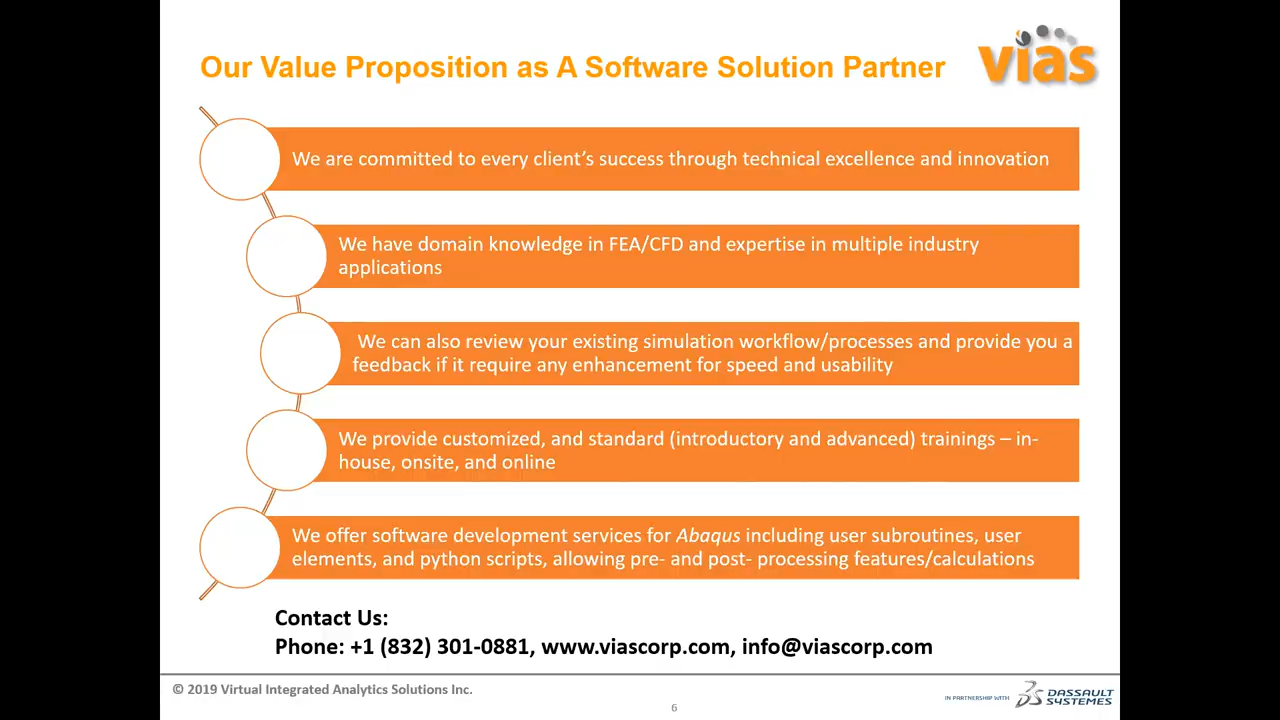 Our Value Proposition as A Software Solution Partner
vias
We are committed to every client's success through technical excellence and innovation
We have domain knowledge in FEA/CFD and expertise in multiple industry
applications
We can also review your existing simulation workflow/processes and provide you a
feedback if it require any enhancement for speed and usability
We provide customized, and standard (introductory and advanced) trainings – in-
house, onsite, and online
We offer software development services for Abaqus including user subroutines, user
elements, and python scripts, allowing pre- and post- processing features/calculations
Contact Us:
Phone: +1 (832) 301-0881, www.viascorp.com, info@viascorp.com
© 2019 Virtual Integrated Analytics Solutions Inc.
IN PARTNERSHIP WITH
DASSAULT
SYSTEMES
6